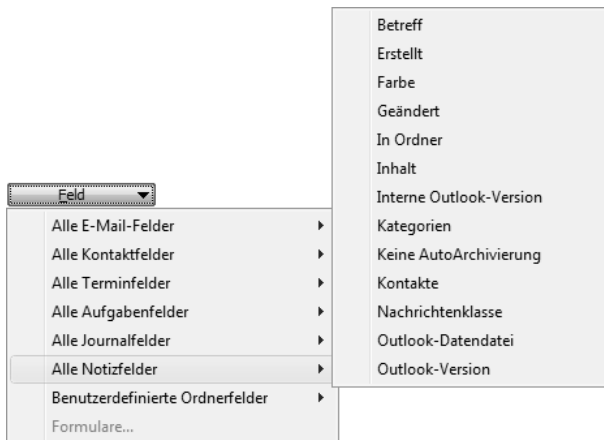 Feld
Alle E-Mail-Felder
Alle Kontaktfelder
Alle Terminfelder
Alle Aufgabenfelder
Alle Journalfelder
Alle Notizfelder
Benutzerdefinierte Ordnerfelder
Formulare...
Betreff
Erstellt
Farbe
Geändert
In Ordner
Inhalt
Interne Outlook-Version
Kategorien
Keine AutoArchivierung
Kontakte
Nachrichtenklasse
Outlook-Datendatei
Outlook-Version